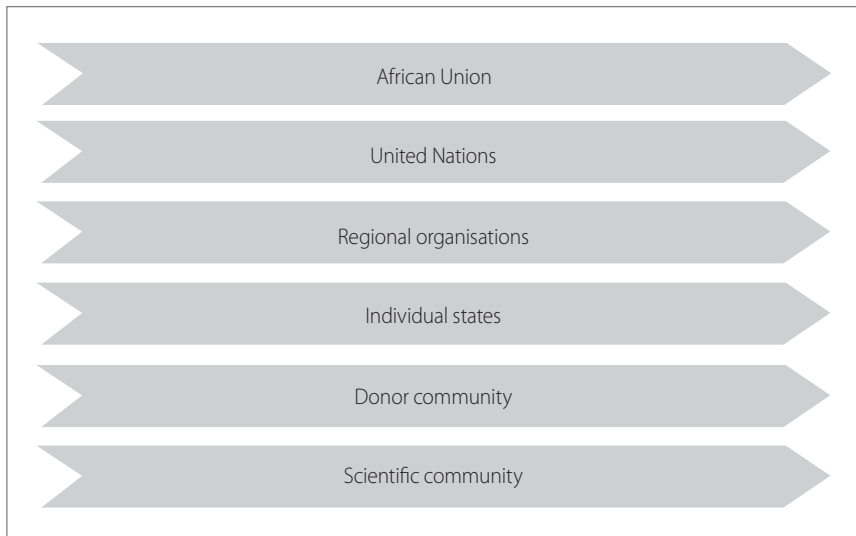 African Union
United Nations
Regional organisations
Individual states
Donor community
Scientific community